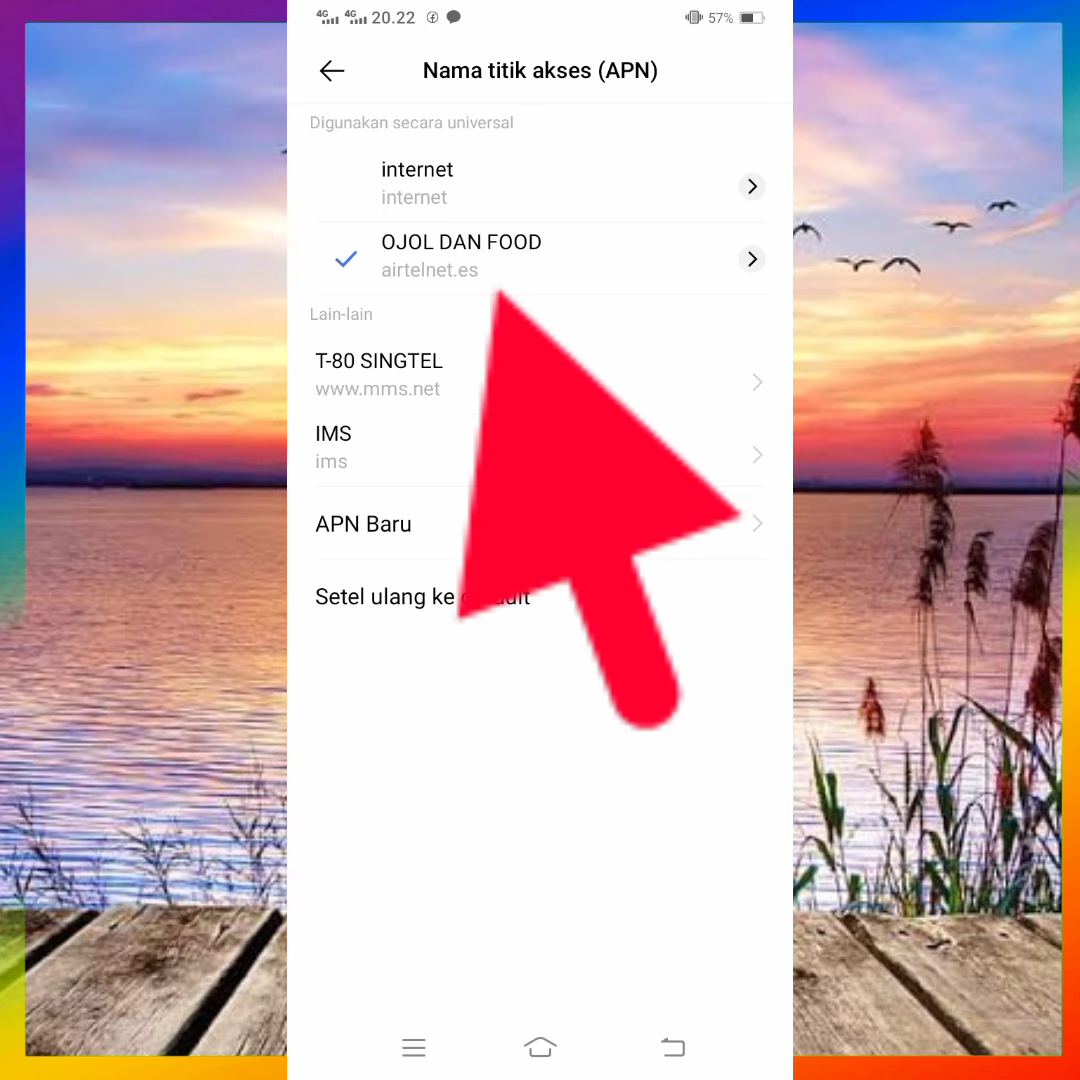 4G 4G 20.22 57%
Nama titik akses (APN)
Digunakan secara universal
internet
internet
OJOL DAN FOOD
airtelnet.es
Lain-lain
T-80 SINGTEL
www.mms.net
IMS
ims
APN Baru
Setel ulang ke